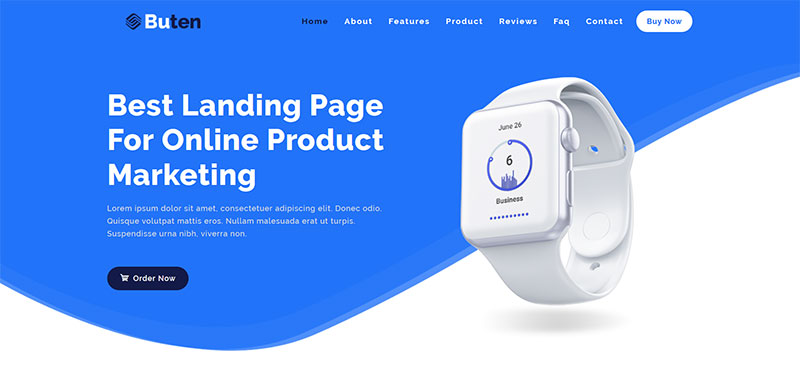 Buten
Home About Features Product Reviews Faq Contact Buy Now
Best Landing Page
For Online Product
Marketing
Lorem ipsum dolor sit amet, consectetuer adipiscing elit. Donec odio.
Quisque volutpat mattis eros. Nullam malesuada erat ut turpis.
Suspendisse urna nibh, viverra non.
Order Now
June 26
6
Business